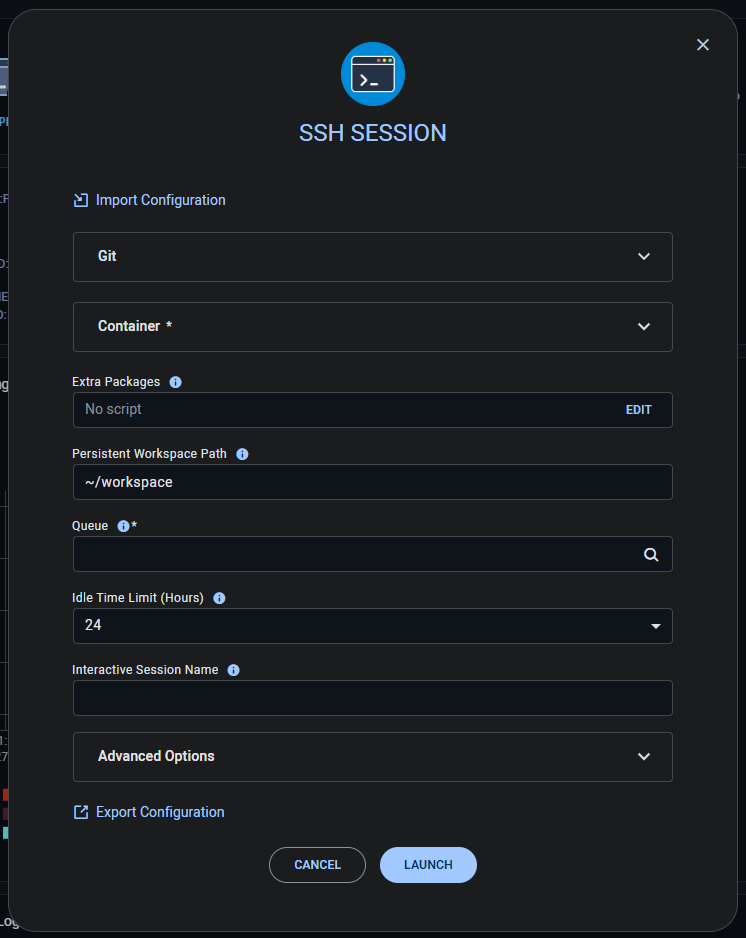 SSH SESSION
Import Configuration
Git
Container *
Extra Packages
No script EDIT
Persistent Workspace Path
~/workspace
Queue *
Idle Time Limit (Hours)
24
Interactive Session Name
Advanced Options
Export Configuration
CANCEL LAUNCH